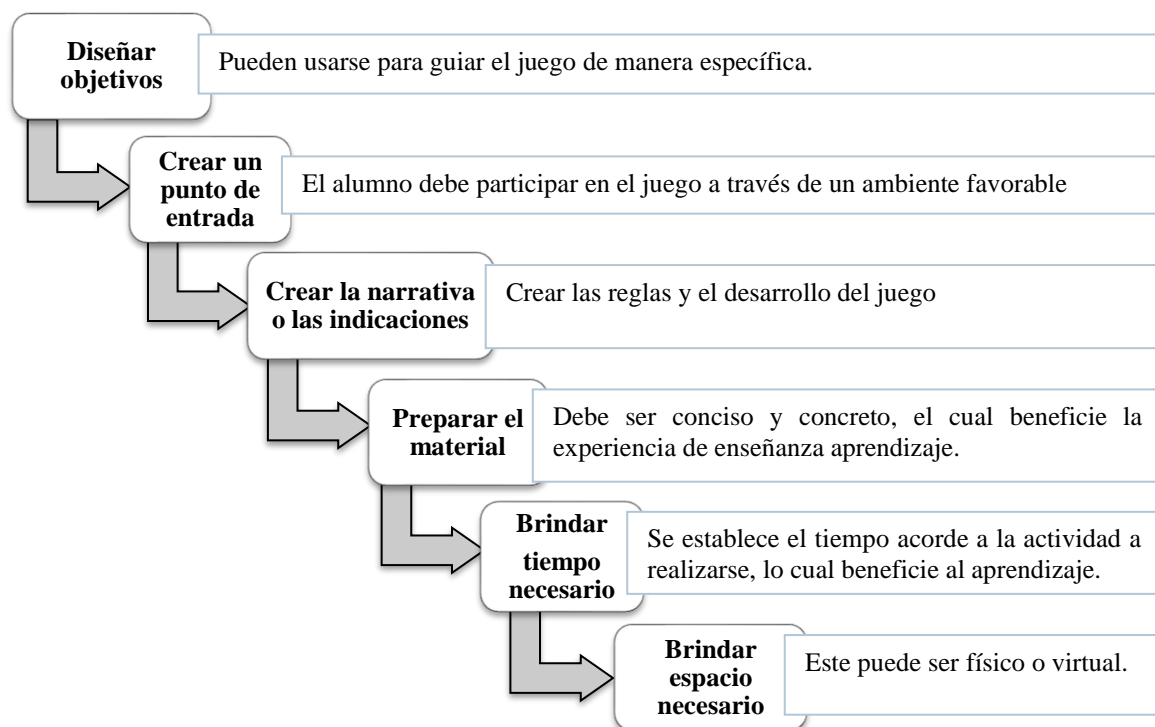 Diseñar
objetivos
Pueden usarse para guiar el juego de manera específica.
Crear un
punto de
entrada
El alumno debe participar en el juego a través de un ambiente favorable
Crear la narrativa
o las indicaciones
Crear las reglas y el desarrollo del juego
Preparar el
material
Debe ser conciso y concreto, el cual beneficie la
experiencia de enseñanza aprendizaje.
Brindar
tiempo
necesario
Se establece el tiempo acorde a la actividad a
realizarse, lo cual beneficie al aprendizaje.
Brindar
espacio
necesario
Este puede ser físico o virtual.